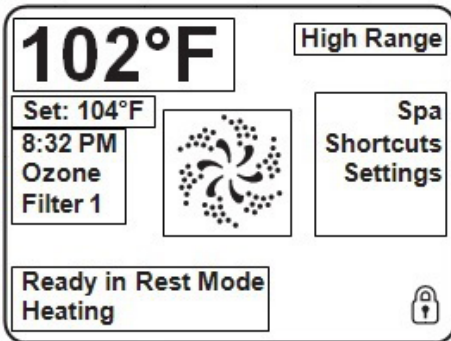 102°F
High Range
Set: 104°F
8:32 PM
Ozone
Filter 1
Spa
Shortcuts
Settings
Ready in Rest Mode
Heating